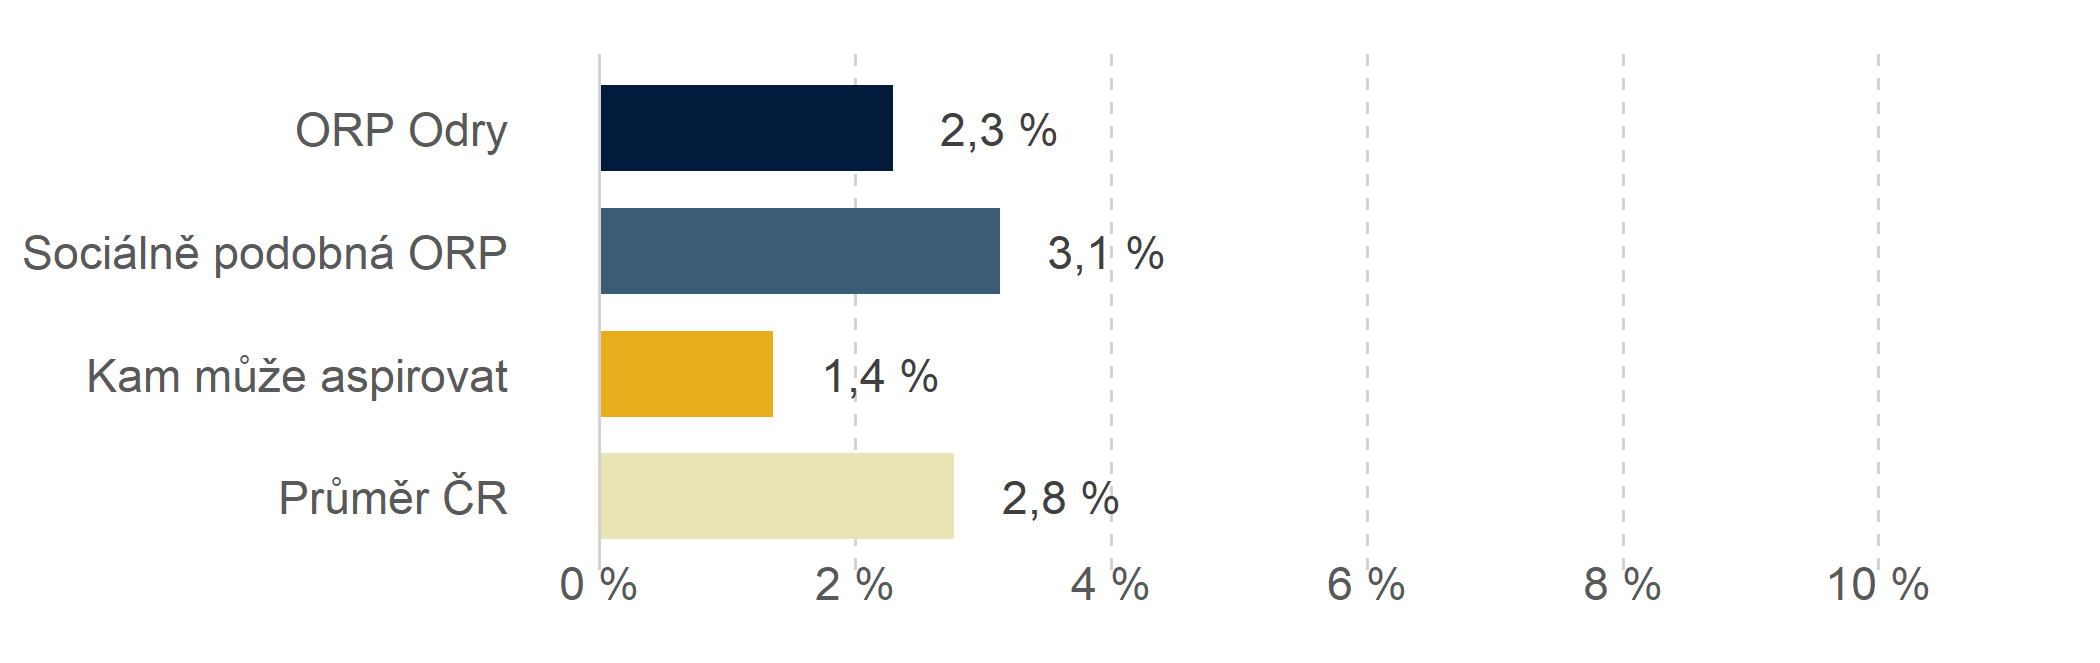 ORP Odry
2,3 %
Sociálně podobná ORP
3,1 %
Kam může aspirovat
1,4 %
Průměr ČR
2,8 %
0 %
2 %
4 %
6 %
8 %
10 %